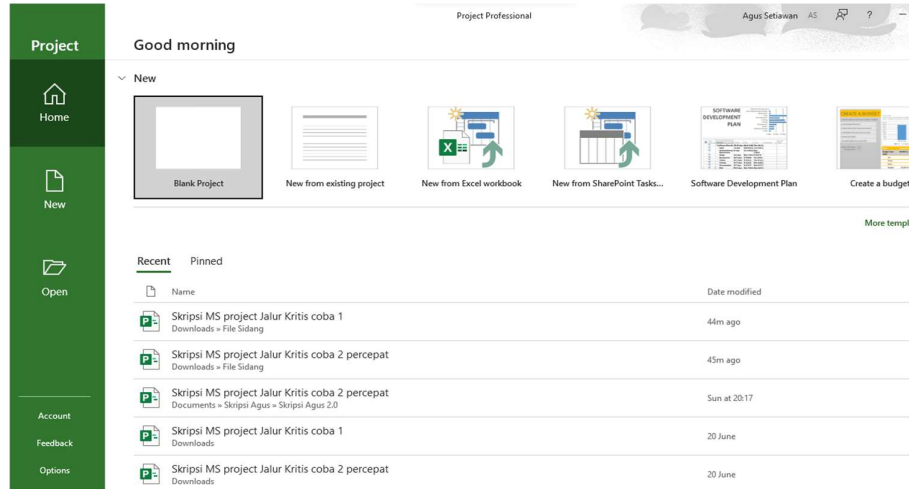 Project Professional
Agus Setiawan AS ?
Project
Good morning
New
Home
New
Open
Account
Feedback
Options
SOFTWARE
DEVELOPMENT
PLAN
CREATE A BUDGET
Blank Project
New from existing project
New from Excel workbook
New from SharePoint Tasks...
Software Development Plan
Create a budget
More templ
Recent Pinned
Name Date modified
Skripsi MS project Jalur Kritis coba 1
44m ago
Downloads » File Sidang
Skripsi MS project Jalur Kritis coba 2 percepat
45m ago
Downloads » File Sidang
Skripsi MS project Jalur Kritis coba 2 percepat
Sun at 20:17
Documents » Skripsi Agus » Skripsi Agus 2.0
Skripsi MS project Jalur Kritis coba 1
20 June
Downloads
Skripsi MS project Jalur Kritis coba 2 percepat
20 June
Downloads